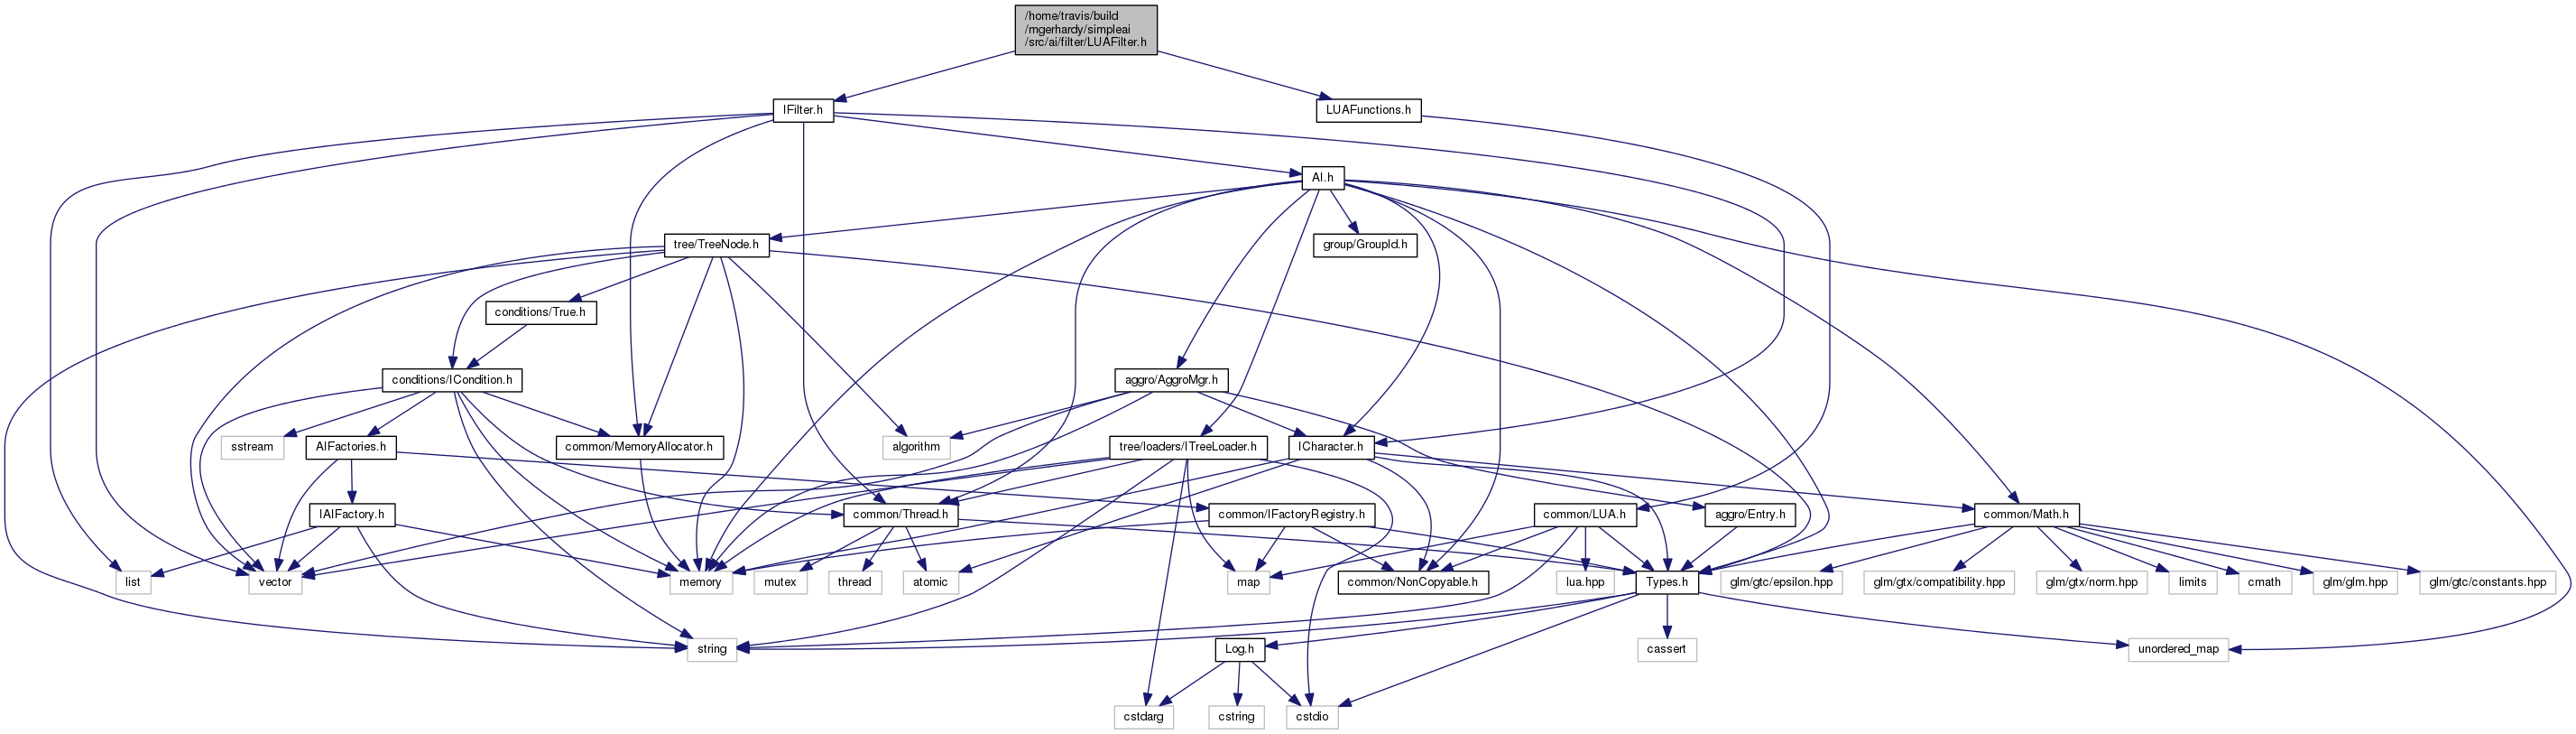 /home/travis/build
/mgerhardy/simpleai
/src/ai/filter/LUAFilter.h
IFilter.h
LUAFunctions.h
AI.h
tree/TreeNode.h
group/GroupId.h
conditions/True.h
conditions/ICondition.h
aggro/AggroMgr.h
sstream
AIFactories.h
common/MemoryAllocator.h
algorithm
tree/loaders/ITreeLoader.h
ICharacter.h
IAIFactory.h
common/Thread.h
common/IFactoryRegistry.h
common/LUA.h
aggro/Entry.h
common/Math.h
list
vector
memory
mutex
thread
atomic
map
common/NonCopyable.h
lua.hpp
Types.h
glm/gtc/epsilon.hpp
glm/gtx/compatibility.hpp
glm/gtx/norm.hpp
limits
cmath
glm/glm.hpp
glm/gtc/constants.hpp
string
Log.h
cassert
unordered_map
cstdarg
cstring
cstdio